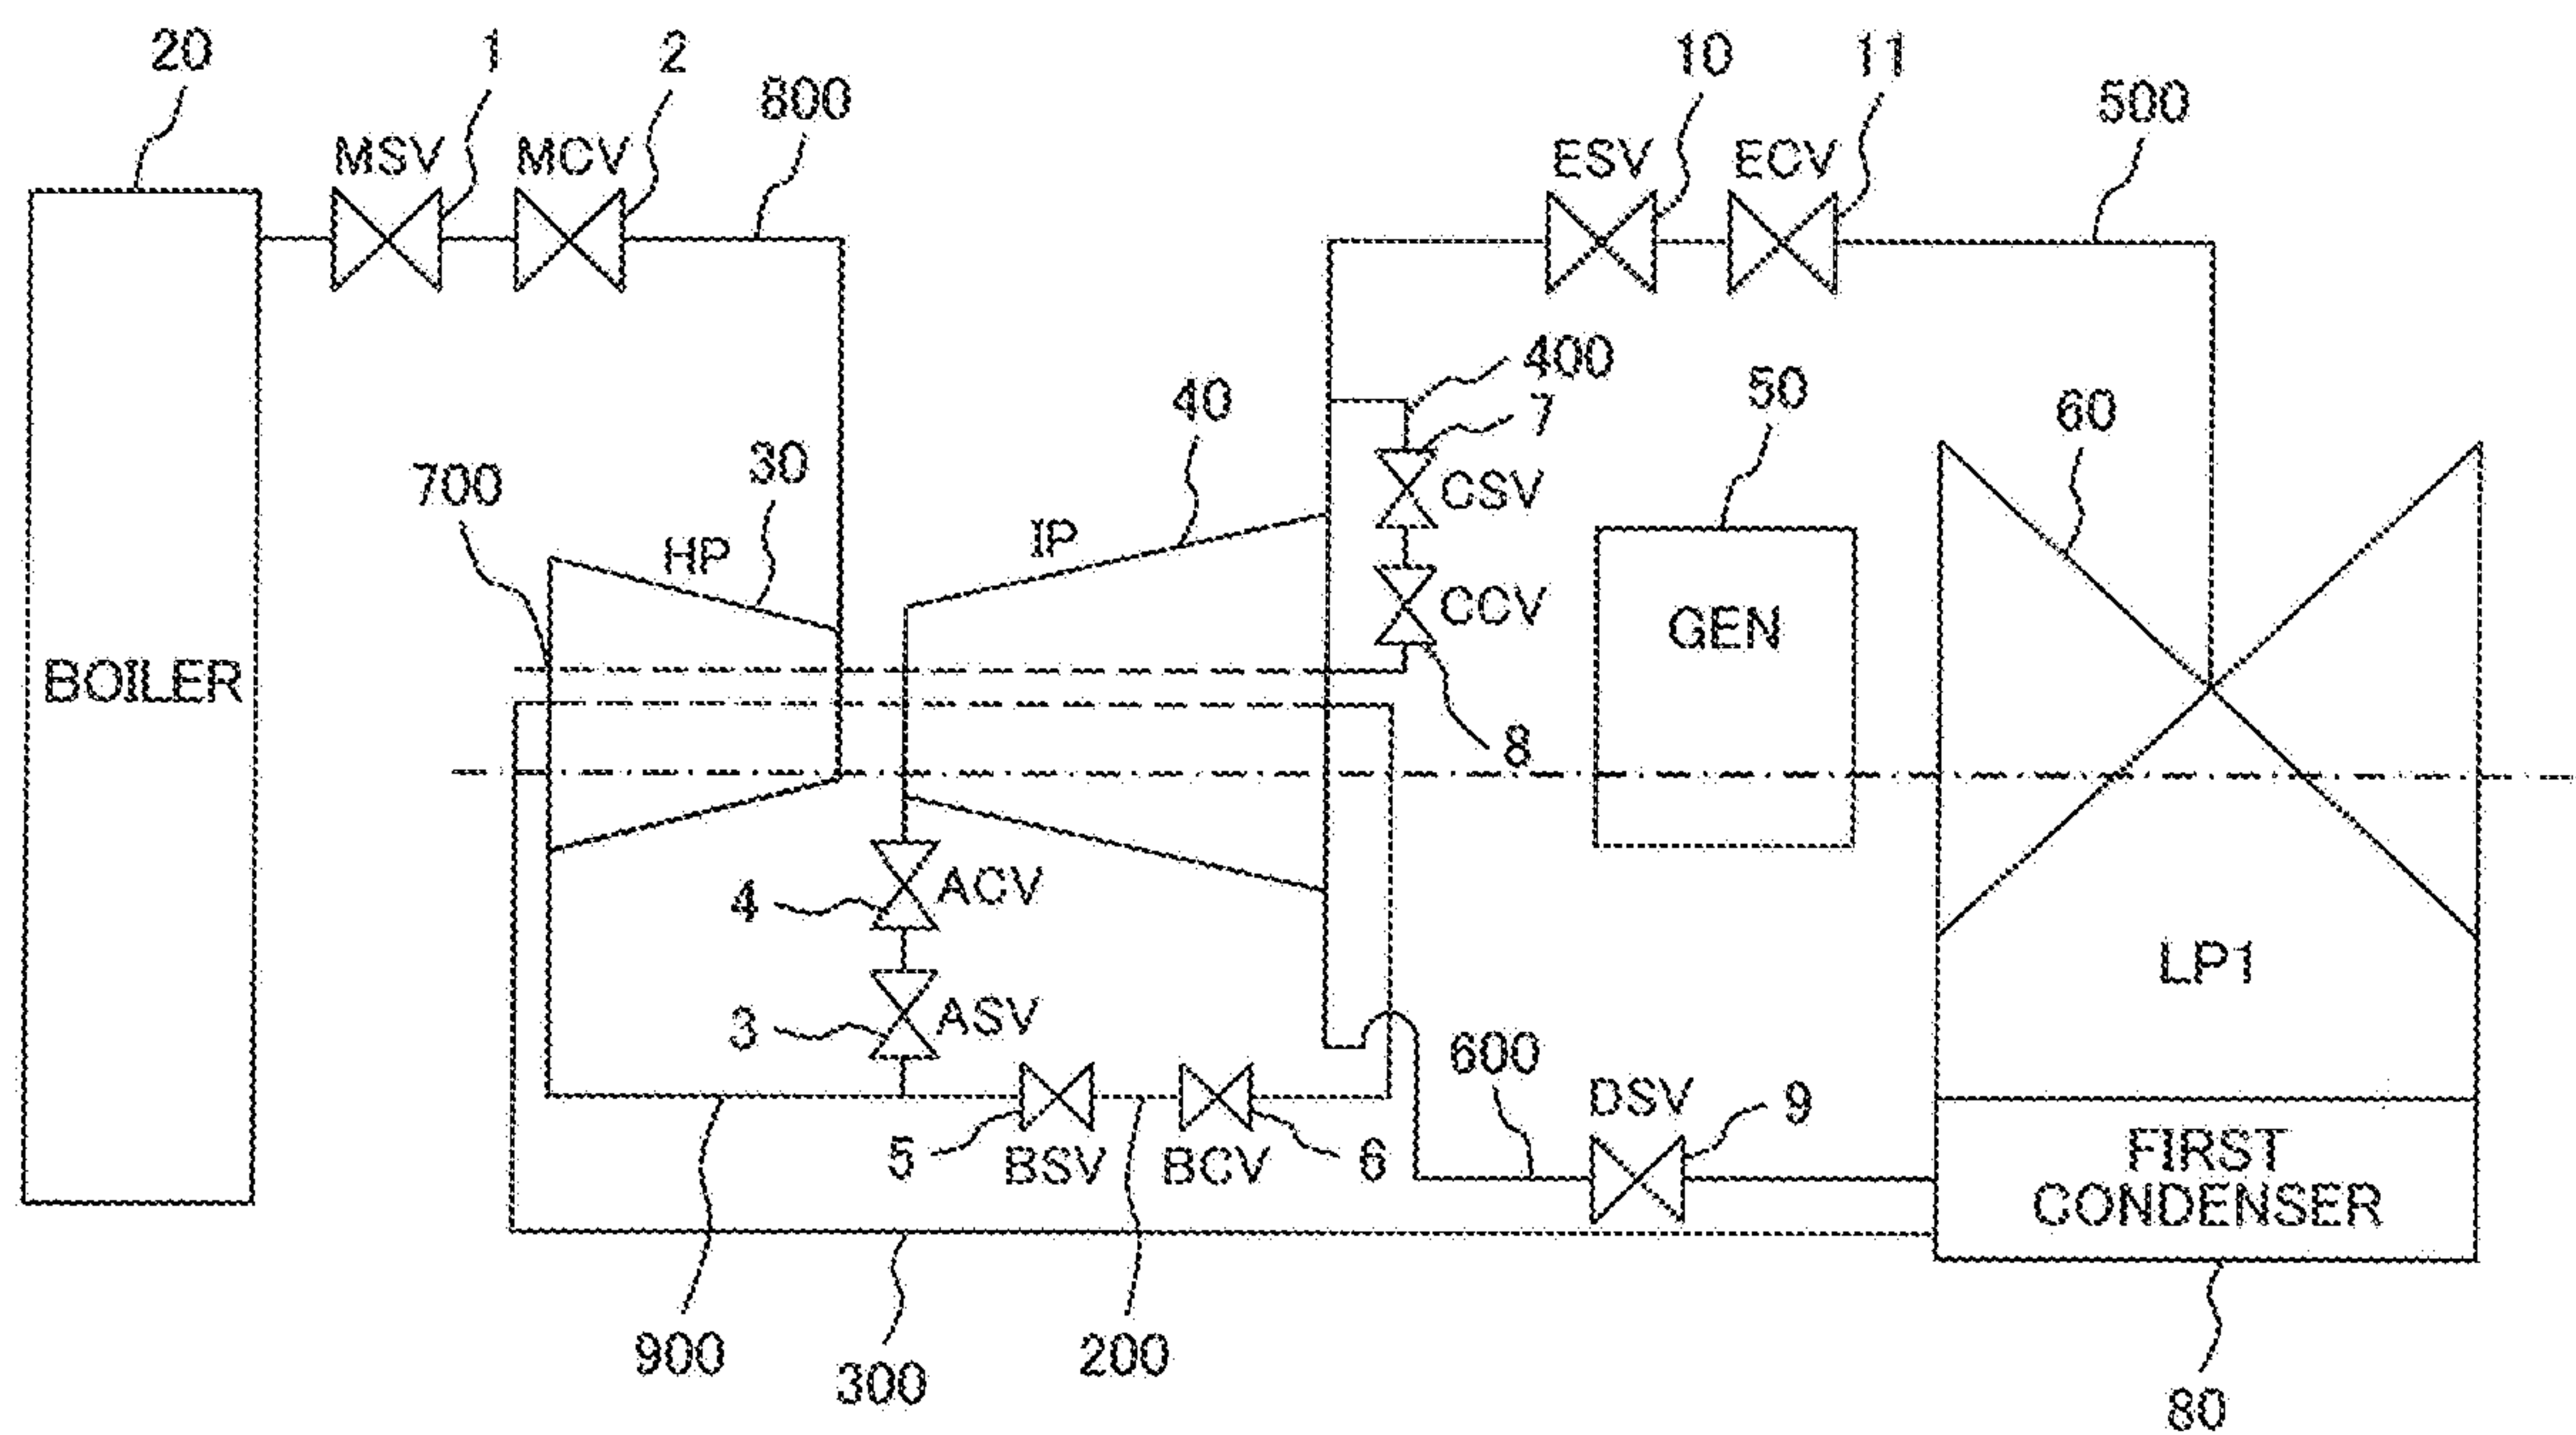 20
1
2
800
10
11
500
MSV
MCV
ESV
ECV
400
7
50
60
40
30
700
CSV
HP
IP
CCV
GEN
BOILER
8
4
ACV
LP1
3
ASV
600
DSV
9
5
BSV
BCV
6
FIRST
CONDENSER
900
300
200
80